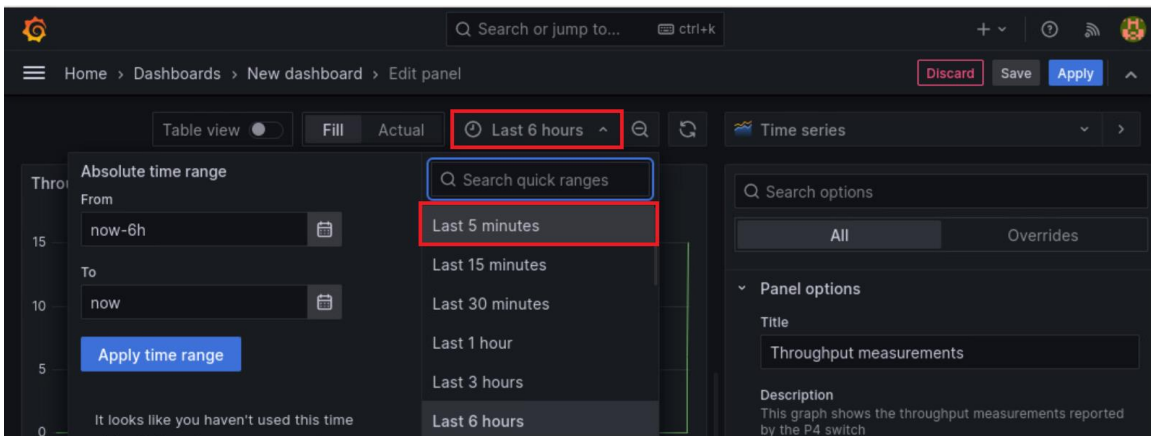 Search or jump to... ctrl+k
Home › Dashboards › New dashboard › Edit panel
Discard Save Apply
Table view Fill Actual Last 6 hours
Time series
Absolute time range
From
now-6h
To
now
Apply time range
It looks like you haven't used this time
Search quick ranges
Last 5 minutes
Last 15 minutes
Last 30 minutes
Last 1 hour
Last 3 hours
Last 6 hours
Throu
15
10
5
0
Search options
All Overrides
Panel options
Title
Throughput measurements
Description
This graph shows the throughput measurements reported
by the P4 switch